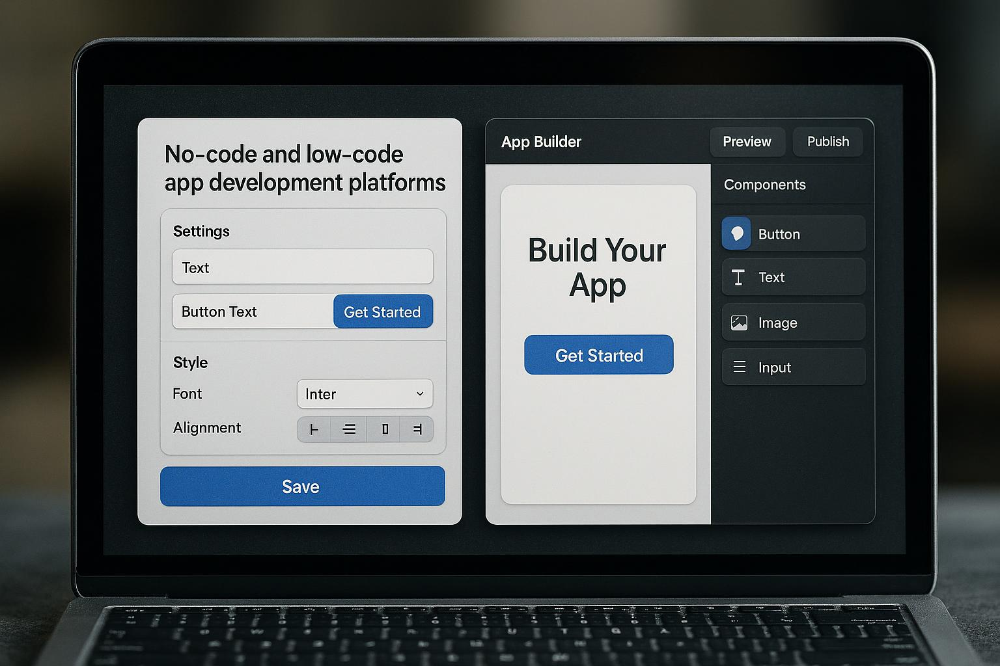 No-code and low-code
app development platforms
Settings
Text
Button Text
Get Started
Style
Font
Inter
Alignment
Save
App Builder
Preview
Publish
Build Your
App
Get Started
Components
Button
Text
Image
Input